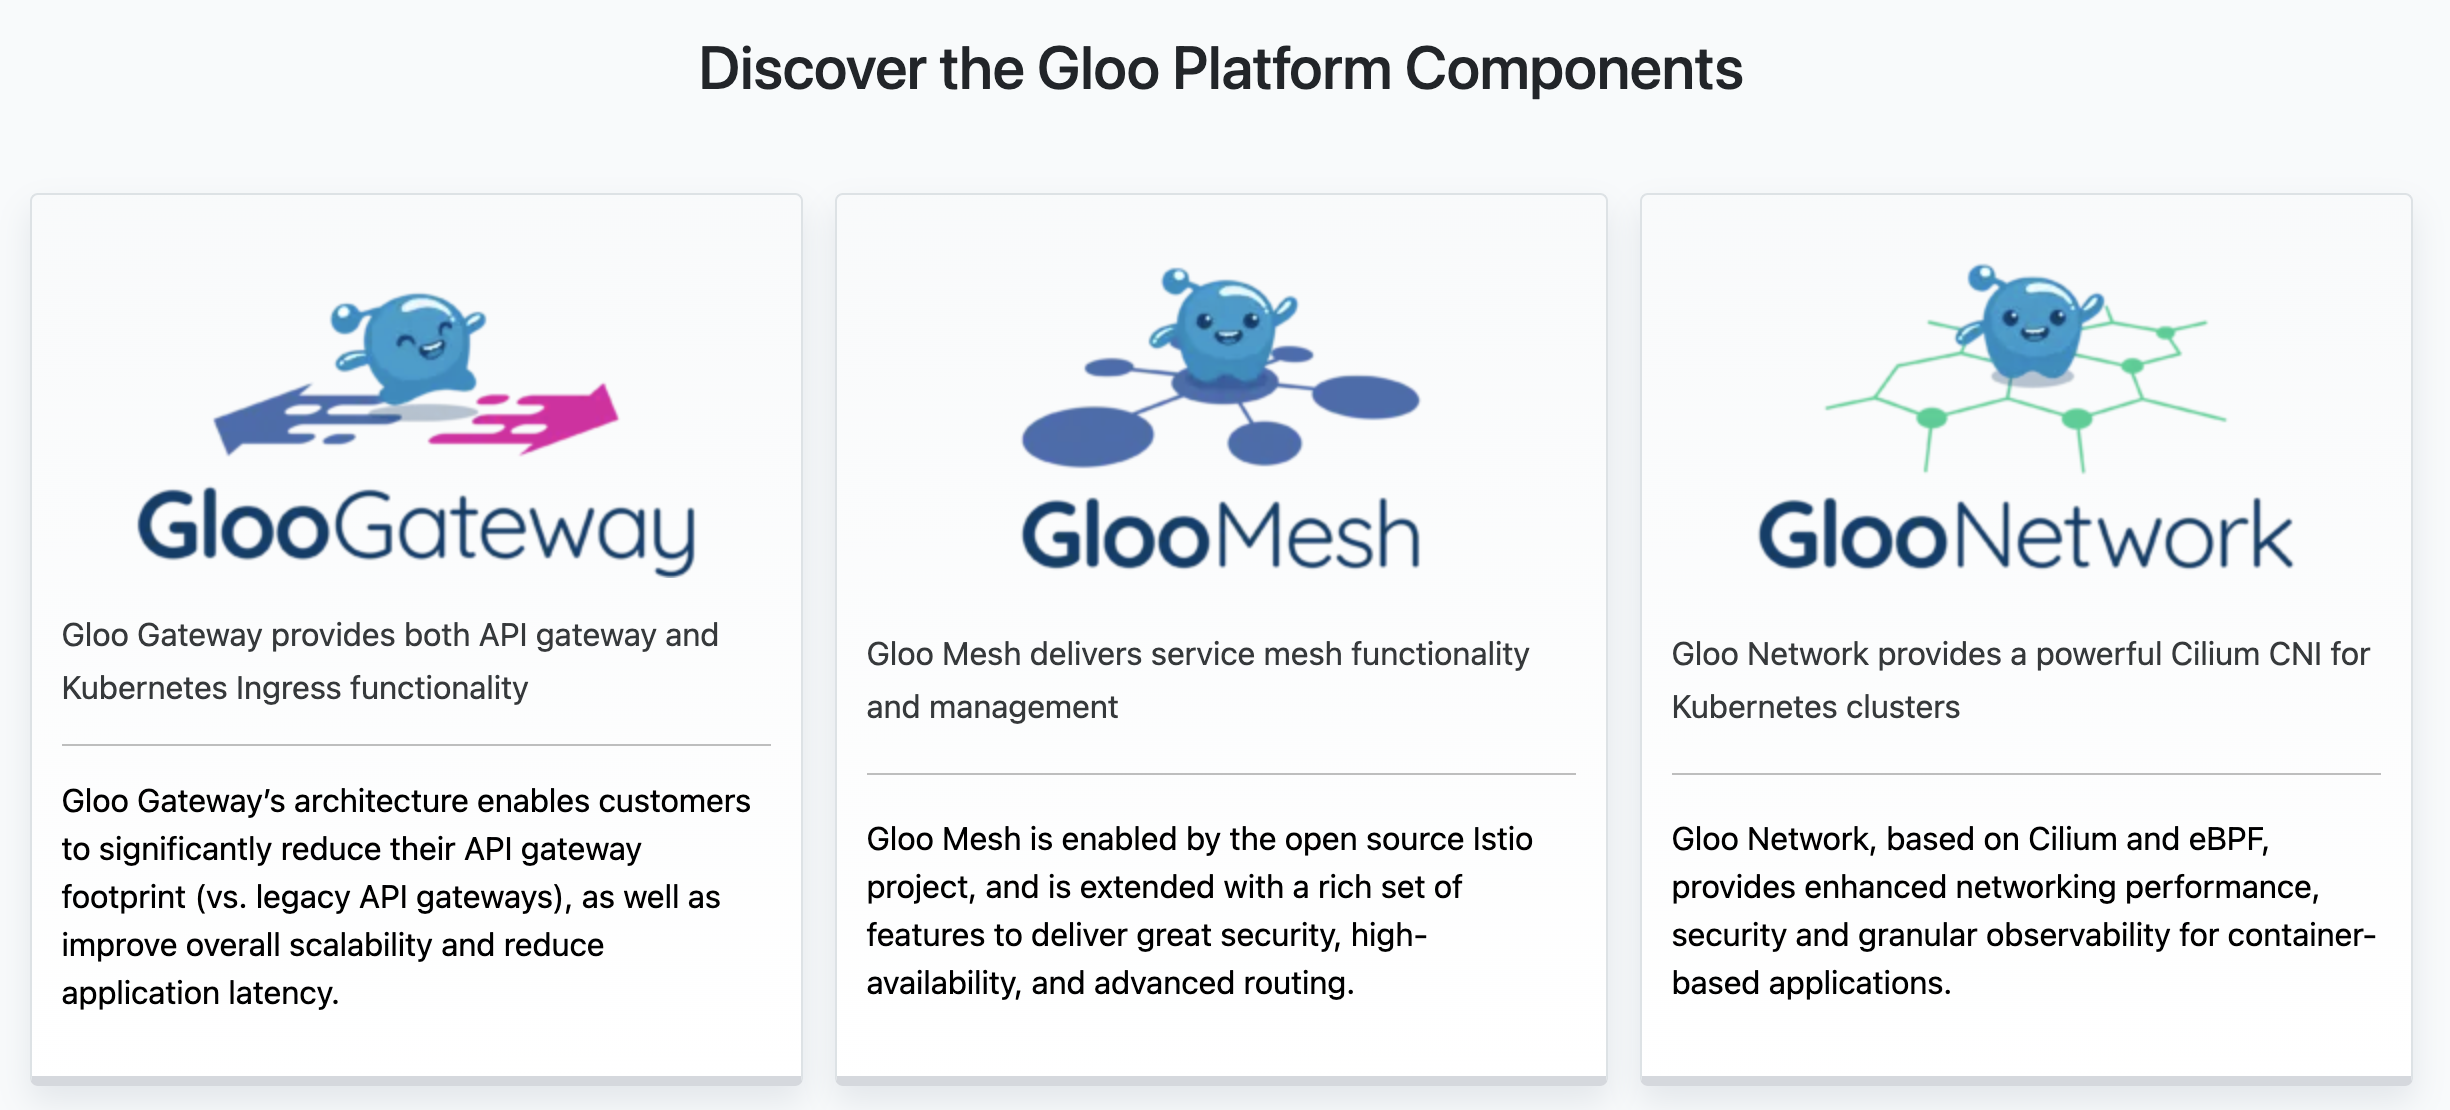 Discover the Gloo Platform Components
GlooGateway
Gloo Gateway provides both API gateway and
Kubernetes Ingress functionality
Gloo Gateway’s architecture enables customers
to significantly reduce their API gateway
footprint (vs. legacy API gateways), as well as
improve overall scalability and reduce
application latency.
GlooMesh
Gloo Mesh delivers service mesh functionality
and management
Gloo Mesh is enabled by the open source Istio
project, and is extended with a rich set of
features to deliver great security, high-
availability, and advanced routing.
GlooNetwork
Gloo Network provides a powerful Cilium CNI for
Kubernetes clusters
Gloo Network, based on Cilium and eBPF,
provides enhanced networking performance,
security and granular observability for container-
based applications.